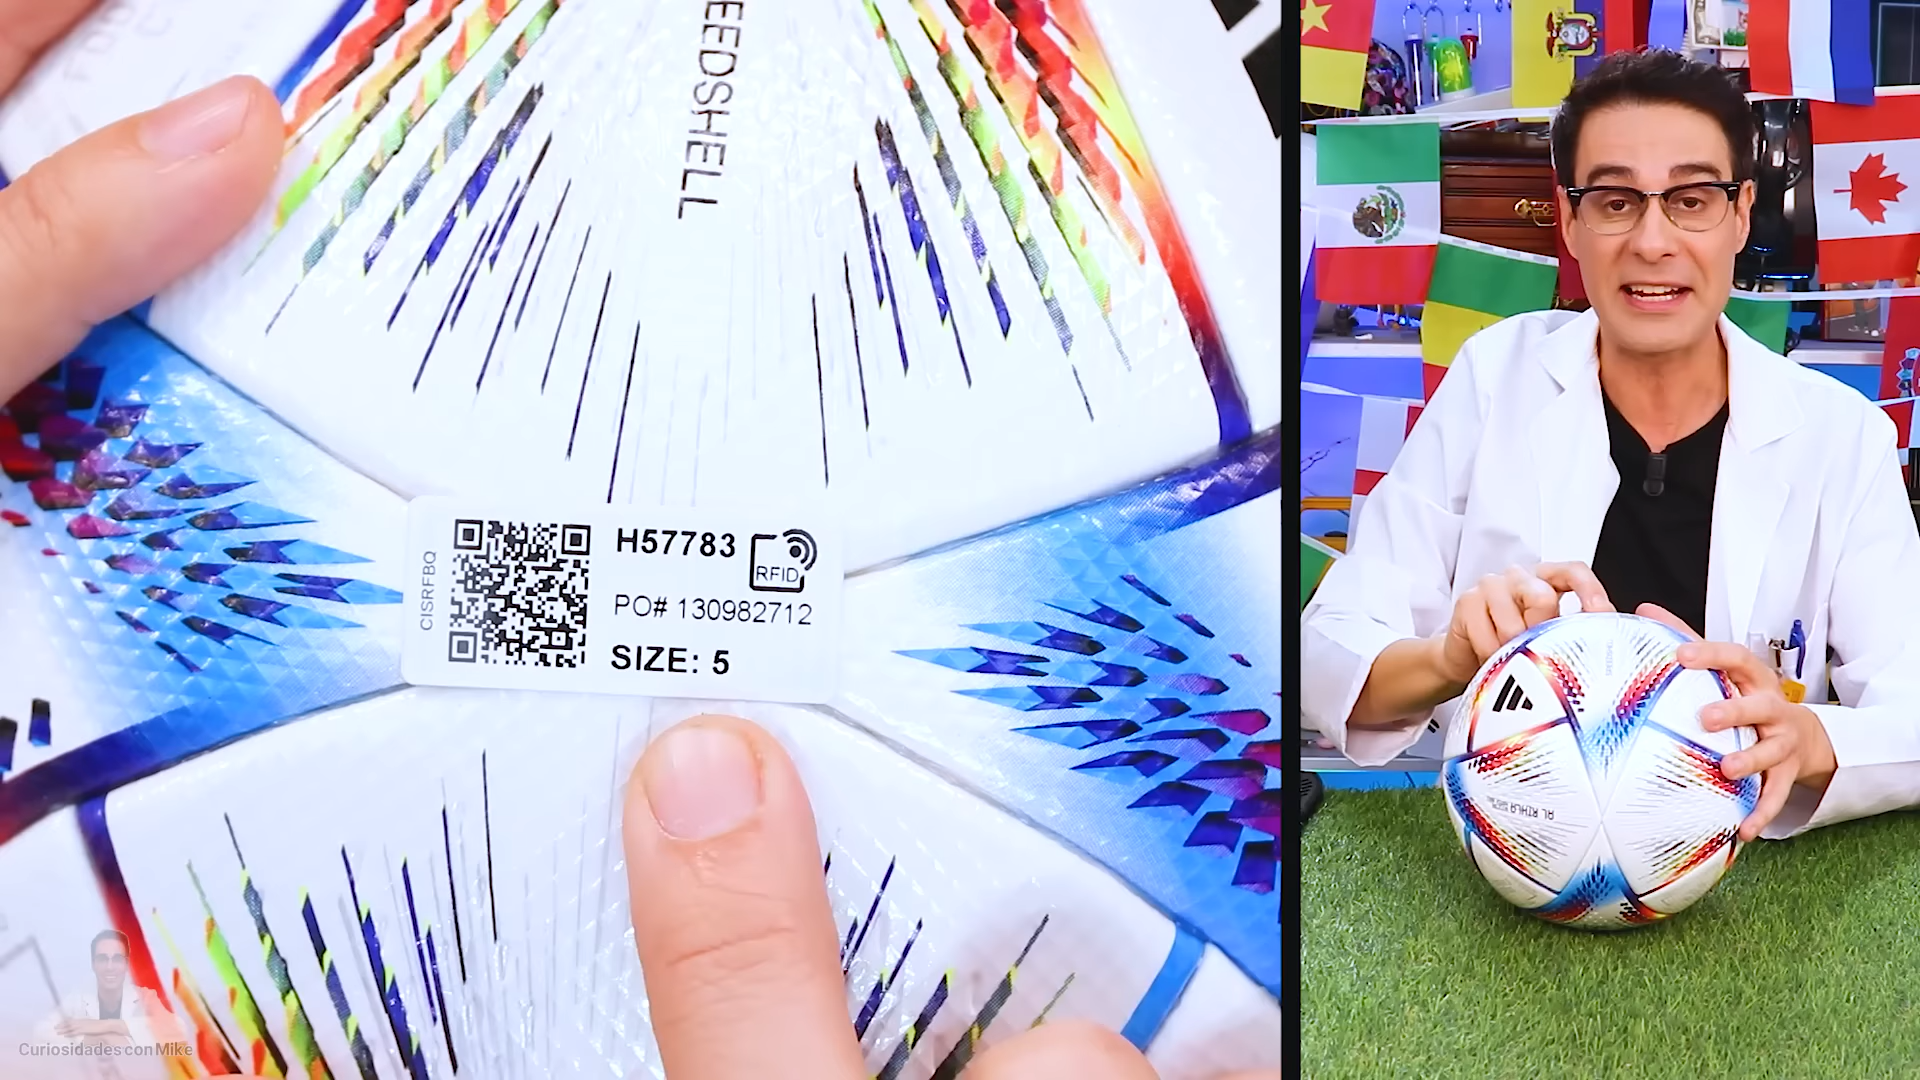 EEDSHELL
CISRFBQ
H57783
RFID
PO# 130982712
SIZE: 5
AL RIHLA
Curiosidades con Mike